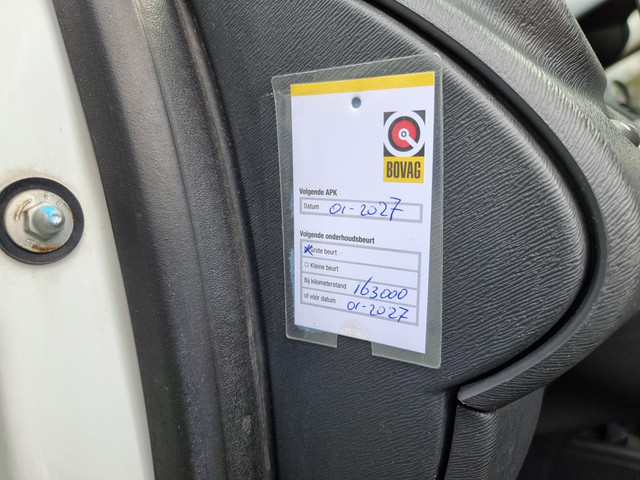 BOVAG
Volgende APK
Datum 01-2027
Volgende onderhoudsbeurt
beurt
☐ Kleine beurt
Bij kilometerstand 163000
of vóór datum 01-2027